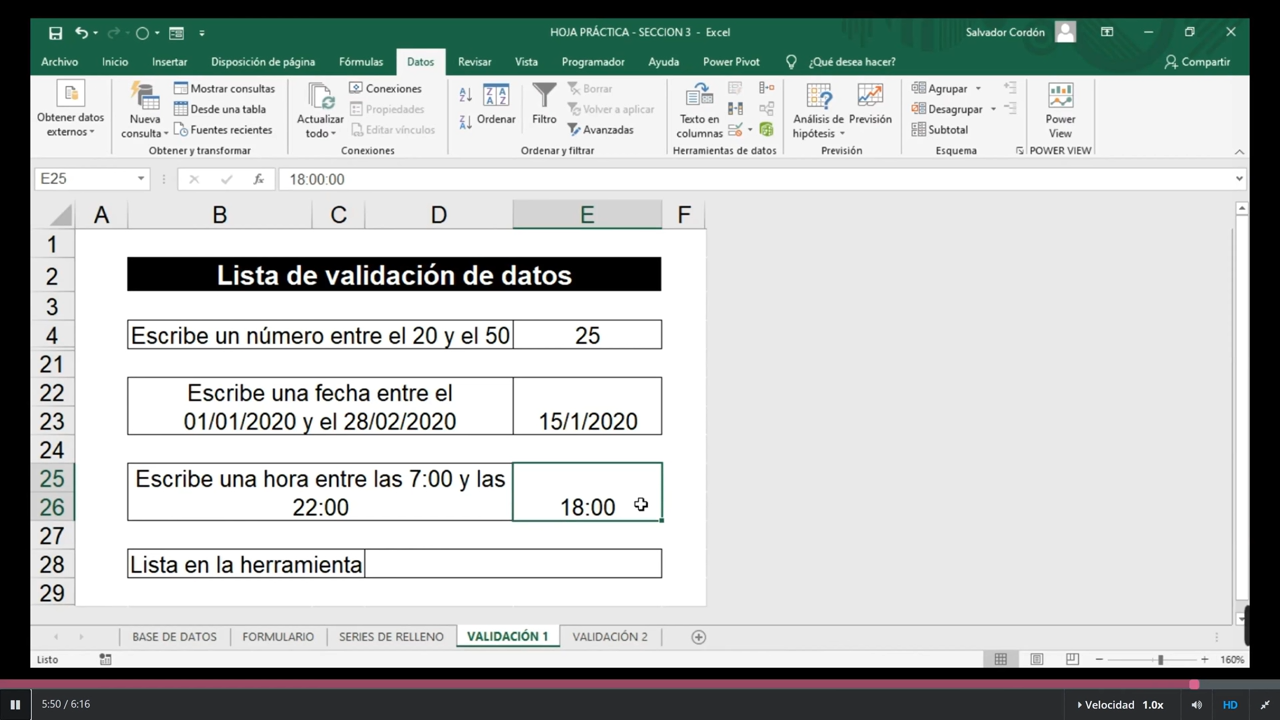 HOJA PRÁCTICA - SECCION 3 - Excel
Salvador Cordón
Archivo Inicio Insertar Disposición de página Fórmulas Datos Revisar Vista Programador Ayuda Power Pivot ¿Qué desea hacer? Compartir
Obtener datos externos
Nueva consulta
Mostrar consultas
Desde una tabla
Fuentes recientes
Obtener y transformar
Actualizar todo
Conexiones
Propiedades
Editar vínculos
Conexiones
Ordenar
Filtro
Borrar
Volver a aplicar
Avanzadas
Ordenar y filtrar
Texto en columnas
Herramientas de datos
Análisis de hipótesis
Previsión
Previsión
Agrupar
Desagrupar
Subtotal
Esquema
Power View
POWER VIEW
E25 fx 18:00:00
A B C D E F
1
2 Lista de validación de datos
3
4 Escribe un número entre el 20 y el 50 25
21
22 Escribe una fecha entre el
23 01/01/2020 y el 28/02/2020 15/1/2020
24
25 Escribe una hora entre las 7:00 y las
26 22:00 18:00
27
28 Lista en la herramienta
29
BASE DE DATOS FORMULARIO SERIES DE RELLENO VALIDACIÓN 1 VALIDACIÓN 2
Listo 160%
5:50 / 6:16 Velocidad 1.0x HD